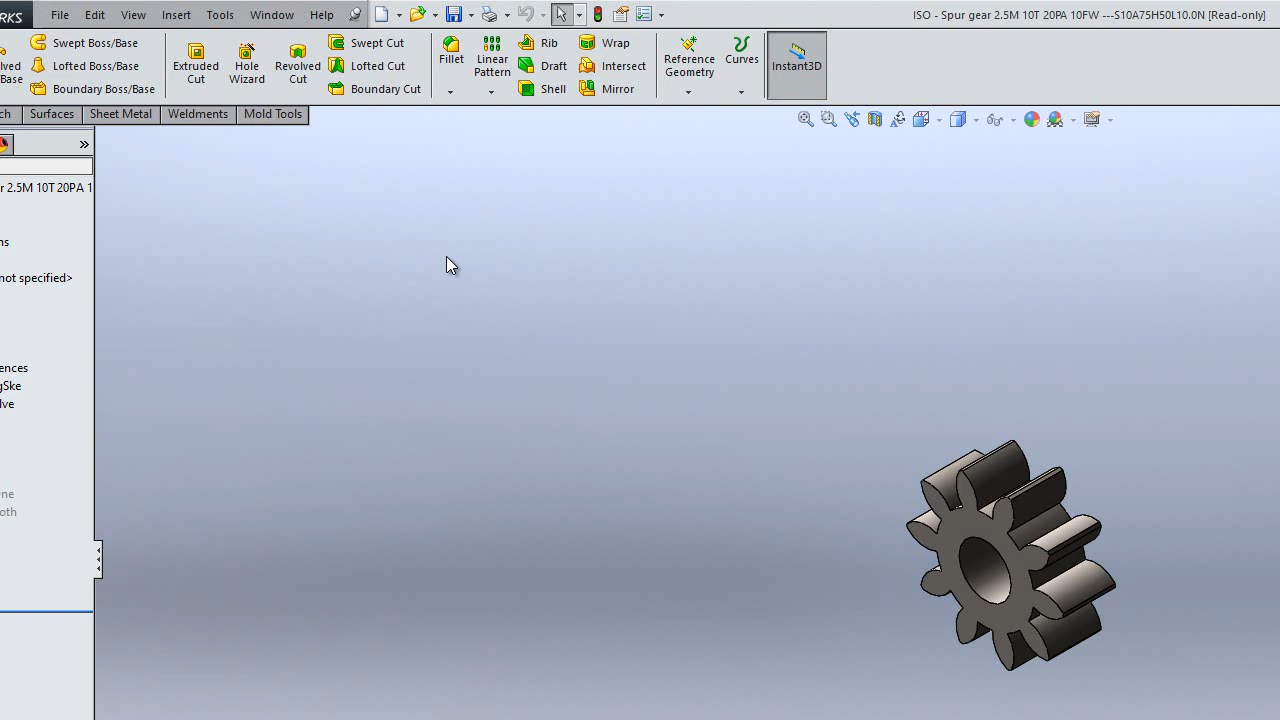 RKS File Edit View Insert Tools Window Help ISO - Spur gear 2.5M 10T 20PA 10FW ---S10A75H50L10.0N [Read-only]
lved
Base
Swept Boss/Base
Lofted Boss/Base
Boundary Boss/Base
Extruded
Cut
Hole
Wizard
Revolved
Cut
Swept Cut
Lofted Cut
Boundary Cut
Fillet
Linear
Pattern
Rib
Draft
Shell
Wrap
Intersect
Mirror
Reference
Geometry
Curves
Instant3D
ch Surfaces Sheet Metal Weldments Mold Tools
»
r 2.5M 10T 20PA 1
ns
not specified>
ences
gSke
lve
One
oth